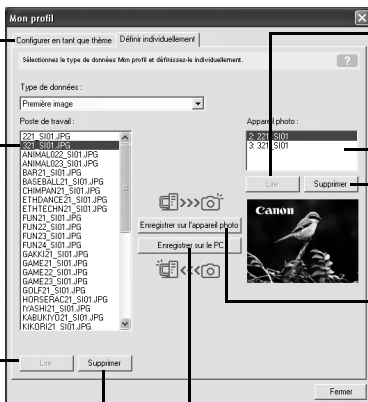 Mon profil
Configurer en tant que thème
Définir individuellement
Sélectionnez le type de données Mon profil et définissez-le individuellement.
?
Type de données :
Première image
Poste de travail :
Appareil photo :
221_SI01.JPG
321_SI01.JPG
ANIMAL022_SI01.JPG
ANIMAL023_SI01.JPG
BAR21_SI01.JPG
BASEBALL21_SI01.JPG
CHIMPAN21_SI01.JPG
ETHDANCE21_SI01.JPG
ETHTECHN21_SI01.JPG
FUN21_SI01.JPG
FUN22_SI01.JPG
FUN23_SI01.JPG
FUN24_SI01.JPG
GAKKI21_SI01.JPG
GAME21_SI01.JPG
GAME22_SI01.JPG
GAME23_SI01.JPG
GOLF21_SI01.JPG
HORSERAC21_SI01.JPG
IYASHI21_SI01.JPG
KABUKIYO21_SI01.JPG
KIKORI21_SI01.JPG
2: 221_SI01
3: 321_SI01
Lire
Supprimer
Canon
Enregistrer sur l'appareil photo
Enregistrer sur le PC
Lire
Supprimer
Fermer